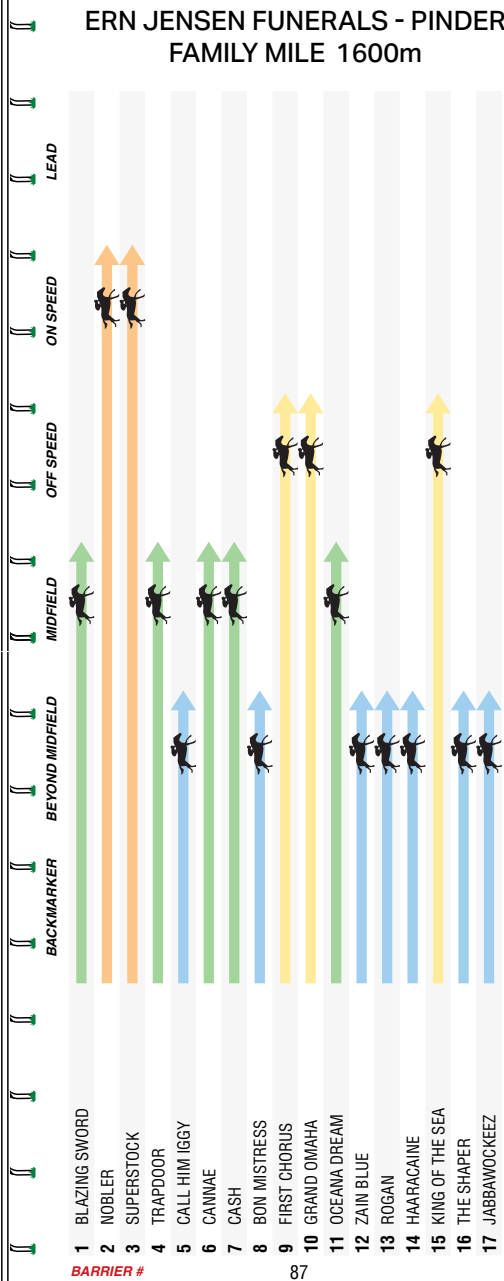 ERN JENSEN FUNERALS - PINDER
FAMILY MILE 1600m
LEAD
ON SPEED
OFF SPEED
MIDFIELD
BEYOND MIDFIELD
BACKMARKER
1 BLAZING SWORD
2 NOBLER
3 SUPERSTOCK
4 TRAPDOOR
5 CALL HIM IGGY
6 CANNAE
7 CASH
8 BON MISTRESS
9 FIRST CHORUS
10 GRAND OMAHA
11 OCEANA DREAM
12 ZAIN BLUE
13 ROGAN
14 HAARACAINE
15 KING OF THE SEA
16 THE SHAPER
17 JABBAWOCKEEZ
BARRIER #
87